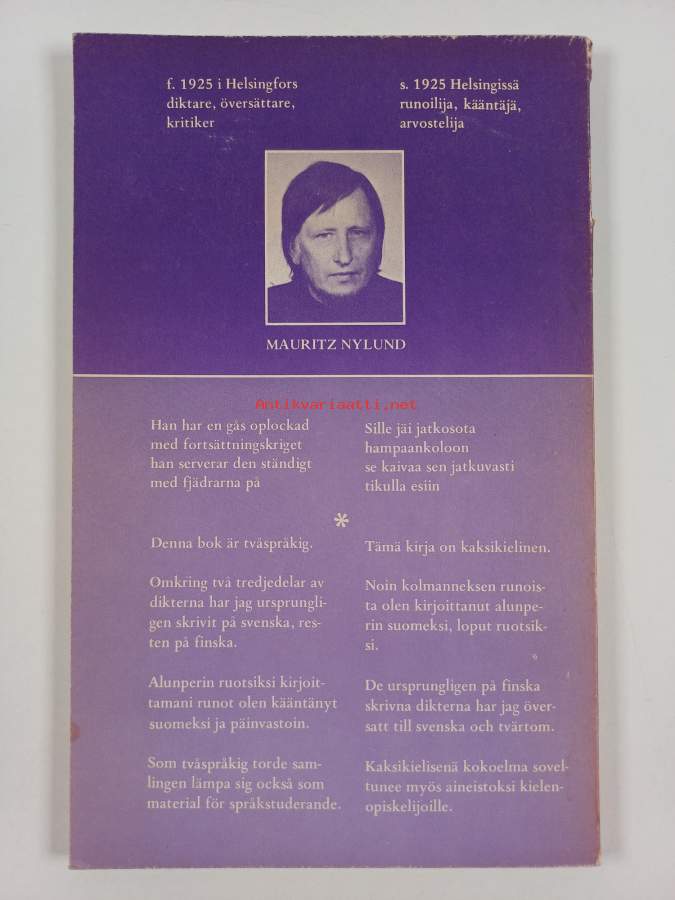 f. 1925 i Helsingfors
diktare, översättare,
kritiker
s. 1925 Helsingissä
runoilija, kääntäjä,
arvostelija
MAURITZ NYLUND
Antikvariaatti.net
Han har en gås oplockad
med fortsättningskriget
han serverar den ständigt
med fjädrarna på
Sille jäi jatkosota
hampaankoloon
se kaivaa sen jatkuvasti
tikulla esiin
*
Denna bok är tvåspråkig.
Tämä kirja on kaksikielinen.
Omkring två tredjedelar av
dikterna har jag ursprungli-
gen skrivit på svenska, res-
ten på finska.
Noin kolmanneksen runois-
ta olen kirjoittanut alunpe-
rin suomeksi, loput ruotsik-
si.
Alunperin ruotsiksi kirjoit-
tamani runot olen kääntänyt
suomeksi ja päinvastoin.
De ursprungligen på finska
skrivna dikterna har jag över-
satt till svenska och tvärtom.
Som tvåspråkig torde sam-
lingen lämpa sig också som
material för språkstuderande.
Kaksikielisenä kokoelma sovel-
tunee myös aineistoksi kielen-
opiskelijoille.